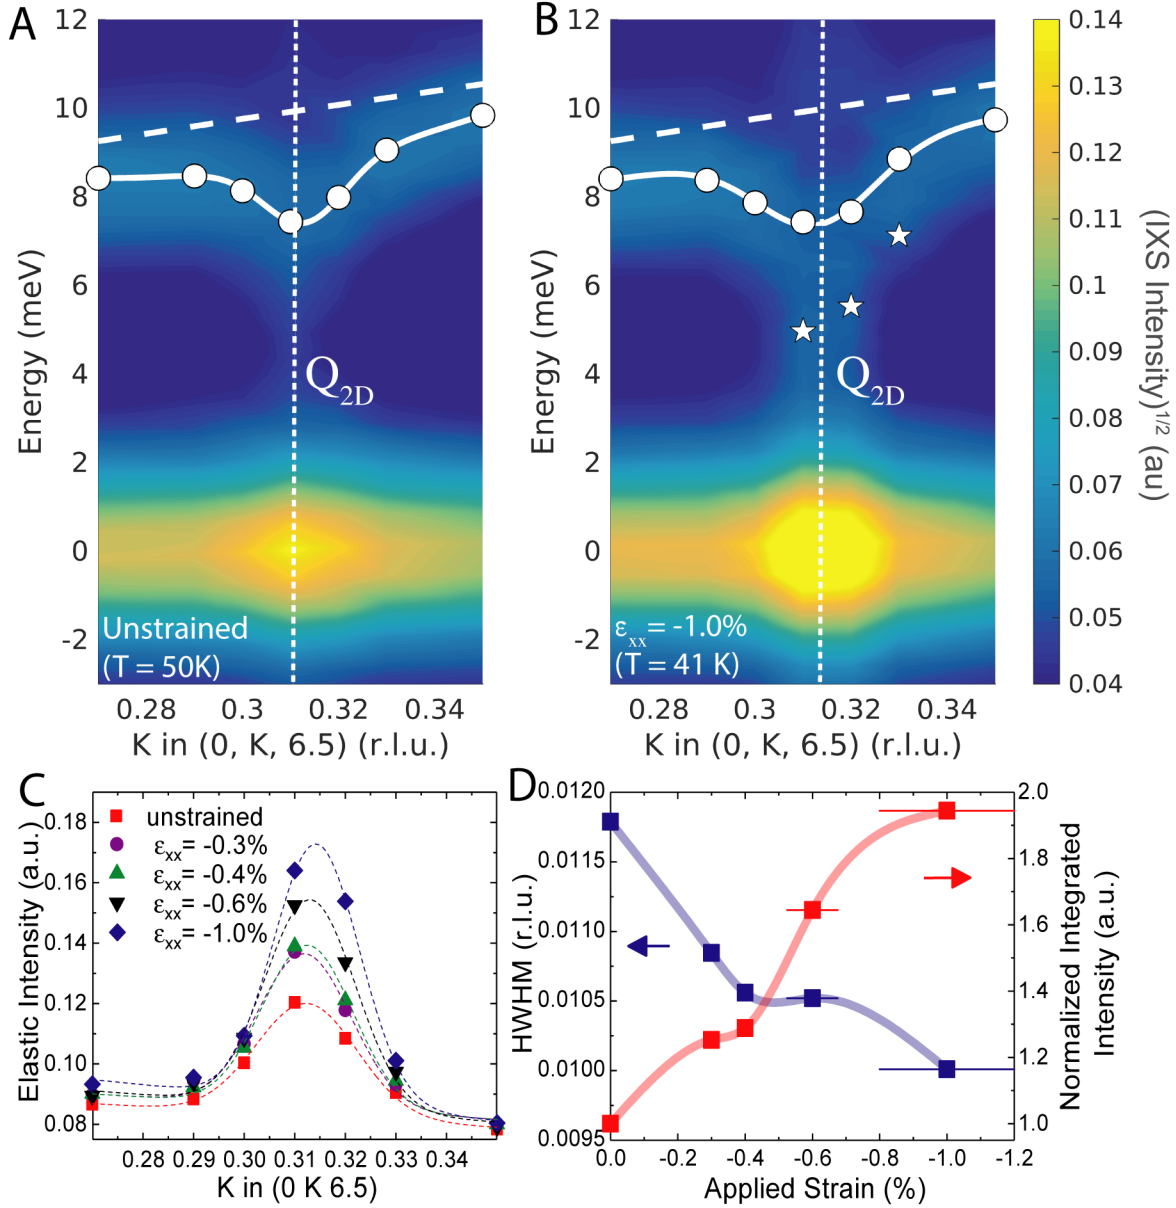 A
B
12
10
8
6
4
2
0
-2
Energy (meV)
Q2D
Unstrained
(T = 50K)
0.28
0.3
0.32
0.34
K in (0, K, 6.5) (r.l.u.)
12
10
8
6
4
2
0
-2
Energy (meV)
Q2D
εxx = -1.0%
(T = 41 K)
0.28
0.3
0.32
0.34
K in (0, K, 6.5) (r.l.u.)
0.14
0.13
0.12
0.11
0.1
0.09
0.08
0.07
0.06
0.05
0.04
(IXS Intensity)1/2 (au)
C
0.18
0.16
0.14
0.12
0.10
0.08
Elastic Intensity (a.u.)
unstrained
εxx= -0.3%
εxx= -0.4%
εxx= -0.6%
εxx= -1.0%
0.28 0.29 0.30 0.31 0.32 0.33 0.34
K in (0 K 6.5)
D
0.0120
0.0115
0.0110
0.0105
0.0100
0.0095
HWHM (r.l.u.)
2.0
1.8
1.6
1.4
1.2
1.0
Normalized Integrated
Intensity (a.u.)
0.0 -0.2 -0.4 -0.6 -0.8 -1.0 -1.2
Applied Strain (%)